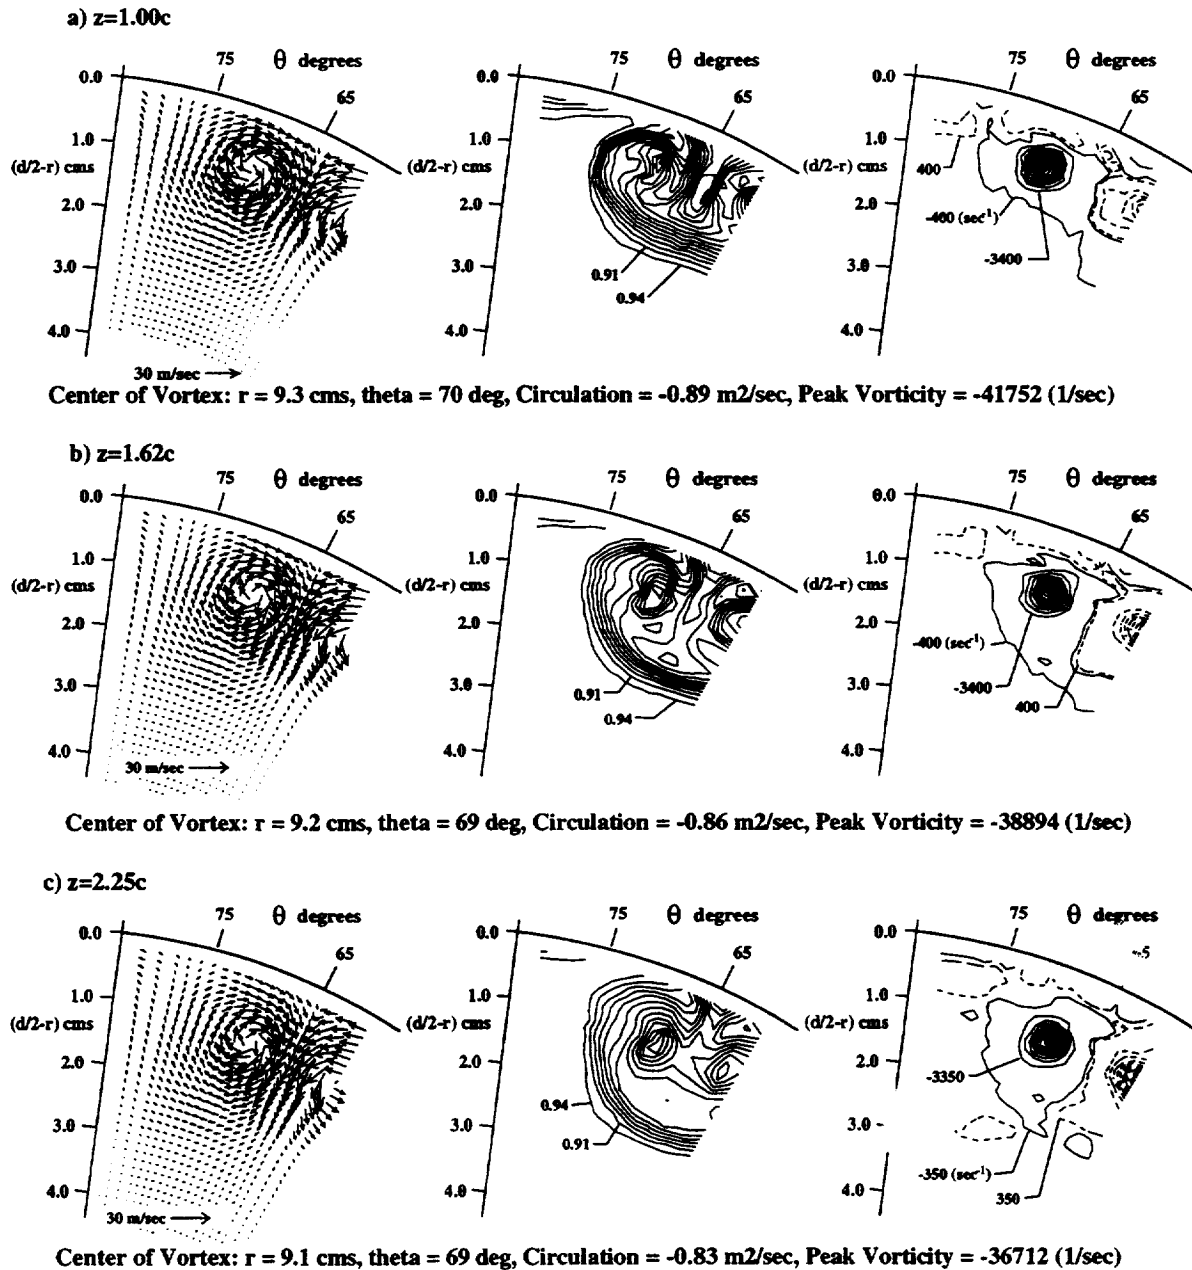 a) z=1.00c
75 θ degrees 65
0.0
1.0
(d/2-r) cms
2.0
3.0
4.0
30 m/sec
75 θ degrees 65
0.0
1.0
(d/2-r) cms
2.0
3.0
4.0
0.91
0.94
75 θ degrees 65
0.0
1.0
(d/2-r) cms
2.0
3.0
4.0
400
-400 (sec-1)
-3400
Center of Vortex: r = 9.3 cms, theta = 70 deg, Circulation = -0.89 m2/sec, Peak Vorticity = -41752 (1/sec)
b) z=1.62c
75 θ degrees 65
0.0
1.0
(d/2-r) cms
2.0
3.0
4.0
30 m/sec
75 θ degrees 65
0.0
1.0
(d/2-r) cms
2.0
3.0
4.0
0.91
0.94
75 θ degrees 65
0.0
1.0
(d/2-r) cms
2.0
3.0
4.0
-400 (sec-1)
-3400
400
Center of Vortex: r = 9.2 cms, theta = 69 deg, Circulation = -0.86 m2/sec, Peak Vorticity = -38894 (1/sec)
c) z=2.25c
75 θ degrees 65
0.0
1.0
(d/2-r) cms
2.0
3.0
4.0
30 m/sec
75 θ degrees 65
0.0
1.0
(d/2-r) cms
2.0
3.0
4.0
0.94
0.91
75 θ degrees
0.0
1.0
(d/2-r) cms
2.0
3.0
4.0
-3350
-350 (sec-1)
350
Center of Vortex: r = 9.1 cms, theta = 69 deg, Circulation = -0.83 m2/sec, Peak Vorticity = -36712 (1/sec)